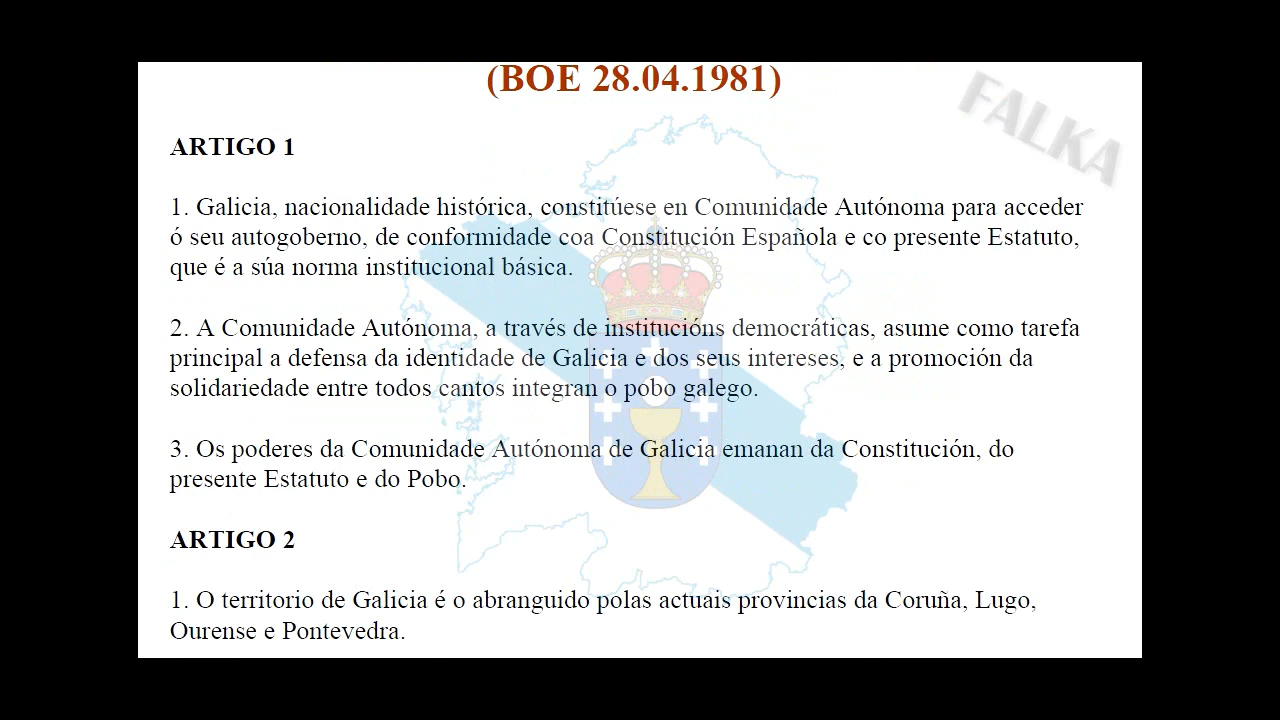 (BOE 28.04.1981)
FALKA
ARTIGO 1
1. Galicia, nacionalidade histórica, constitúese en Comunidade Autónoma para acceder
ó seu autogoberno, de conformidade coa Constitución Española e co presente Estatuto,
que é a súa norma institucional básica.
2. A Comunidade Autónoma, a través de institucións democráticas, asume como tarefa
principal a defensa da identidade de Galicia e dos seus intereses, e a promoción da
solidariedade entre todos cantos integran o pobo galego.
3. Os poderes da Comunidade Autónoma de Galicia emanan da Constitución, do
presente Estatuto e do Pobo.
ARTIGO 2
1. O territorio de Galicia é o abranguido polas actuais provincias da Coruña, Lugo,
Ourense e Pontevedra.